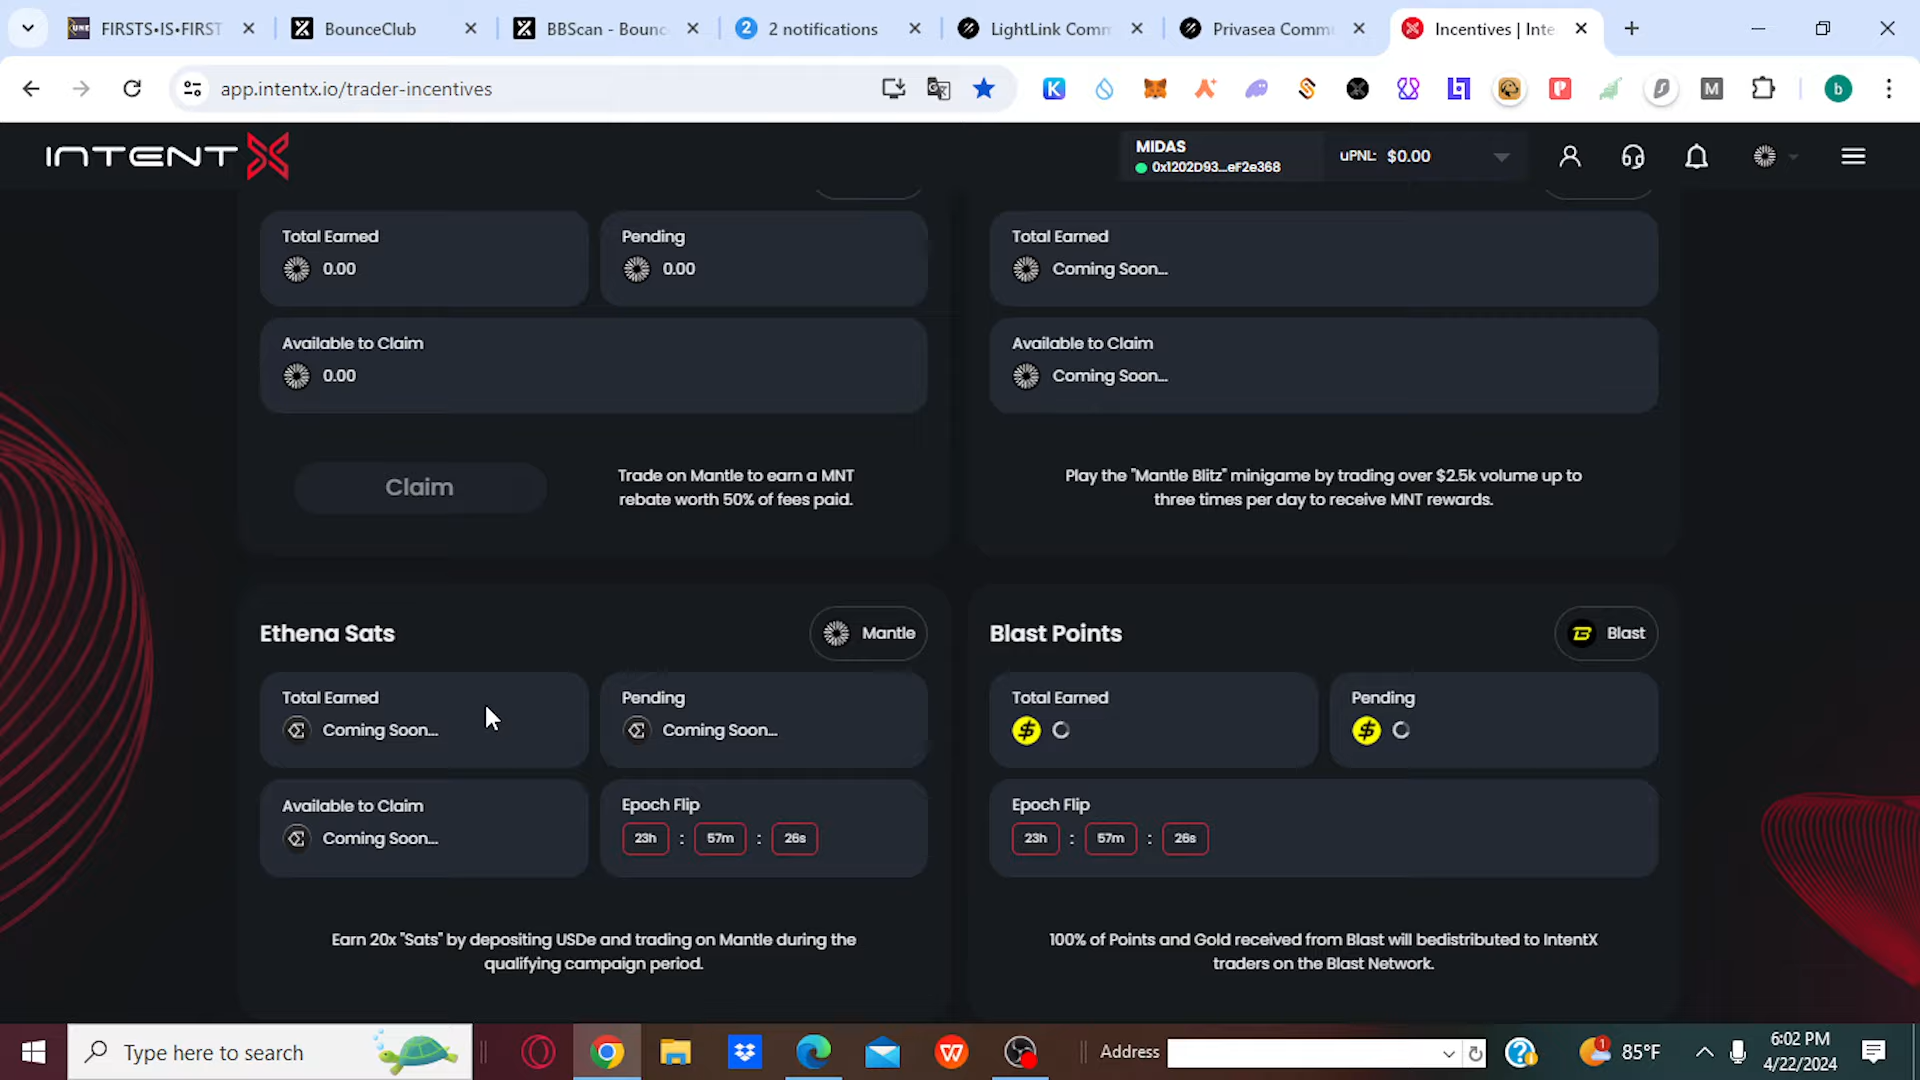 FIRSTS•IS•FIRST
BounceClub
BBScan - Bounc
2 notifications
LightLink Comm
Privasea Commu
Incentives | Inte
app.intentx.io/trader-incentives
INTENTX
MIDAS
0x1202D93...eF2e368
uPNL: $0.00
Total Earned
0.00
Pending
0.00
Total Earned
Coming Soon...
Available to Claim
0.00
Available to Claim
Coming Soon...
Claim
Trade on Mantle to earn a MNT
rebate worth 50% of fees paid.
Play the "Mantle Blitz" minigame by trading over $2.5k volume up to
three times per day to receive MNT rewards.
Ethena Sats
Mantle
Blast Points
Blast
Total Earned
Coming Soon...
Pending
Coming Soon...
Total Earned
Pending
Available to Claim
Coming Soon...
Epoch Flip
23h : 57m : 26s
Epoch Flip
23h : 57m : 26s
Earn 20x "Sats" by depositing USDe and trading on Mantle during the
qualifying campaign period.
100% of Points and Gold received from Blast will bedistributed to IntentX
traders on the Blast Network.
Type here to search
Address
85°F
6:02 PM
4/22/2024